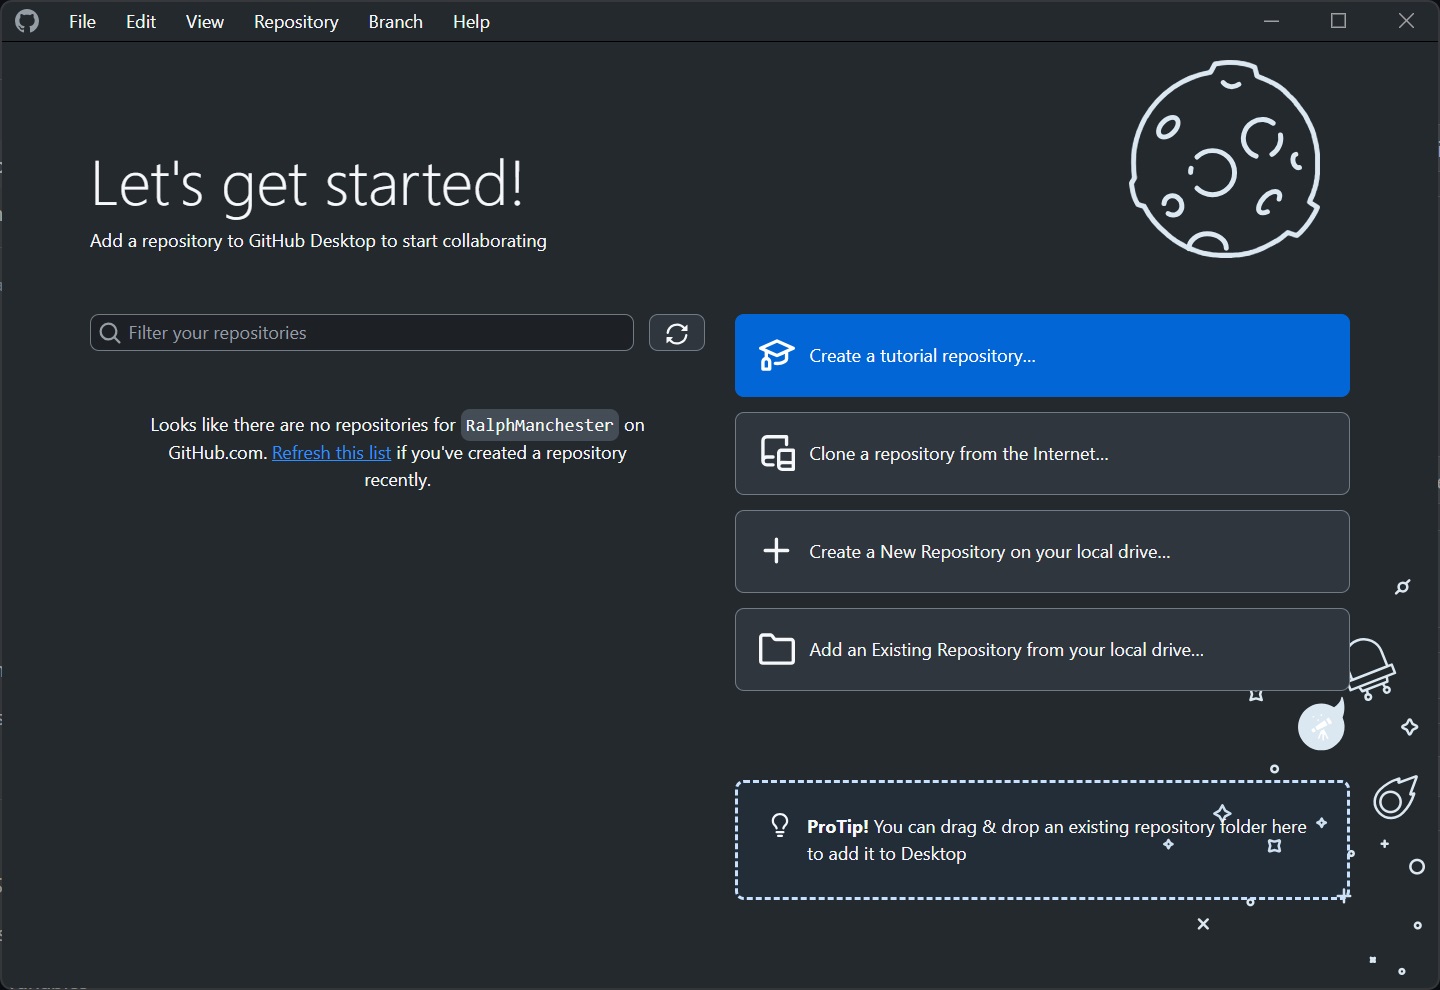 File Edit View Repository Branch Help
Let's get started!
Add a repository to GitHub Desktop to start collaborating
Filter your repositories
Looks like there are no repositories for RalphManchester on
GitHub.com. Refresh this list if you've created a repository
recently.
Create a tutorial repository...
Clone a repository from the Internet...
Create a New Repository on your local drive...
Add an Existing Repository from your local drive...
ProTip! You can drag & drop an existing repository folder here
to add it to Desktop